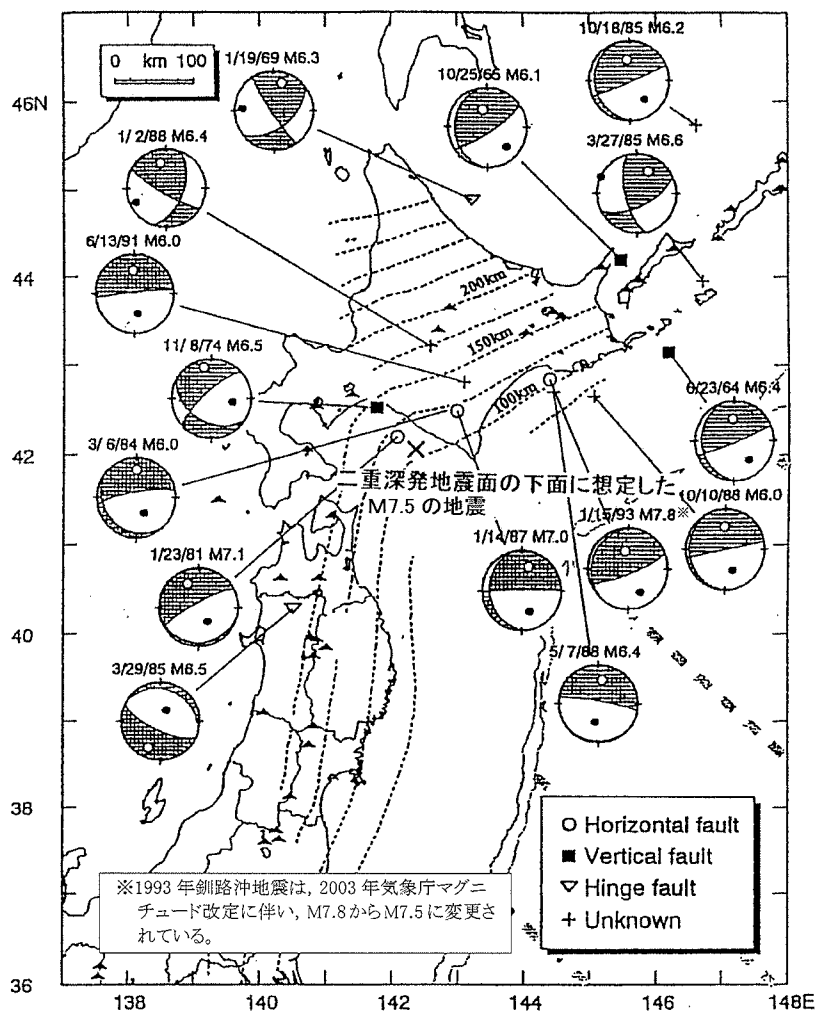 10/18/85 M6.2
1/19/69 M6.3
0 km 100
10/25/65 M6.1
46N
3/27/85 M6.6
1/ 2/88 M6.4
6/13/91 M6.0
44
200km
150km
11/ 8/74 M6.5
100km
6/23/64 M6.4
3/ 6/84 M6.0
42
二重深発地震面の下面に想定した
M7.5 の地震
10/10/88 M6.0
1/15/93 M7.8※
1/14/87 M7.0
1/23/81 M7.1
40
5/ 7/88 M6.4
3/29/85 M6.5
38
Horizontal fault
Vertical fault
Hinge fault
Unknown
※1993 年釧路沖地震は, 2003 年気象庁マグニ
チュード改定に伴い, M7.8 から M7.5 に変更さ
れている。
36
138 140 142 144 146 148E